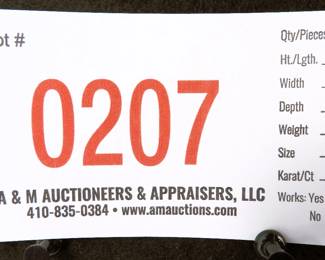 ot #
0207
A & M AUCTIONEERS & APPRAISERS, LLC
410-835-0384 • www.amauctions.com
Qty/Pieces
Ht./Lgth.
Width
Depth
Weight
Size
Karat/Ct
Works: Yes
No